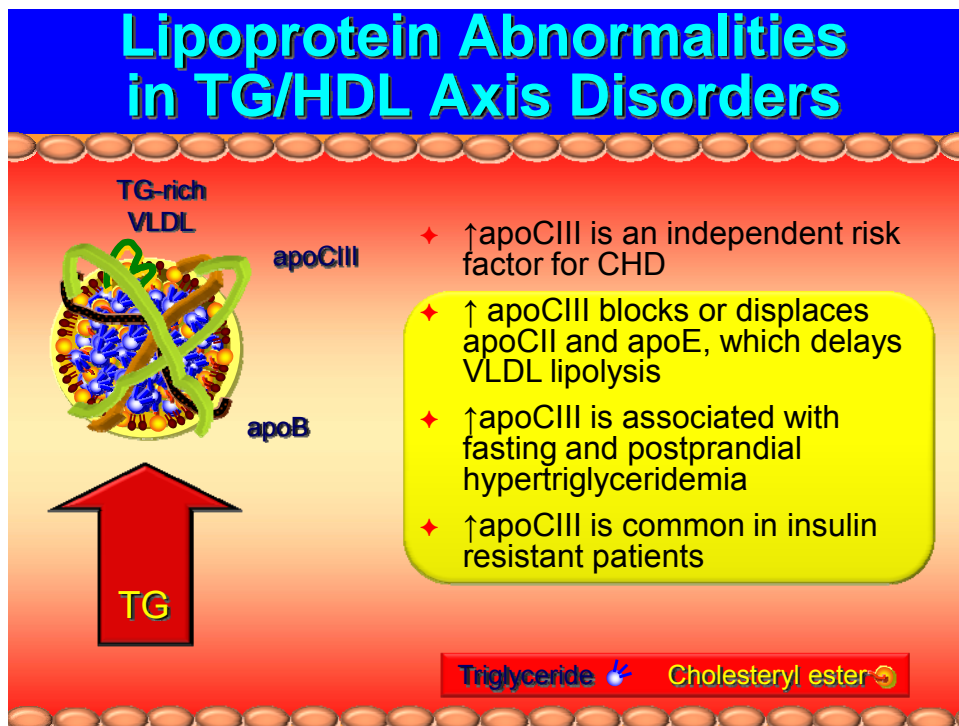 Lipoprotein Abnormalities
in TG/HDL Axis Disorders
TG-rich
VLDL
apoCIII
apoB
TG
✦ ↑apoCIII is an independent risk
factor for CHD
✦ ↑ apoCIII blocks or displaces
apoCII and apoE, which delays
VLDL lipolysis
✦ ↑apoCIII is associated with
fasting and postprandial
hypertriglyceridemia
✦ ↑apoCIII is common in insulin
resistant patients
Triglyceride Cholesteryl ester